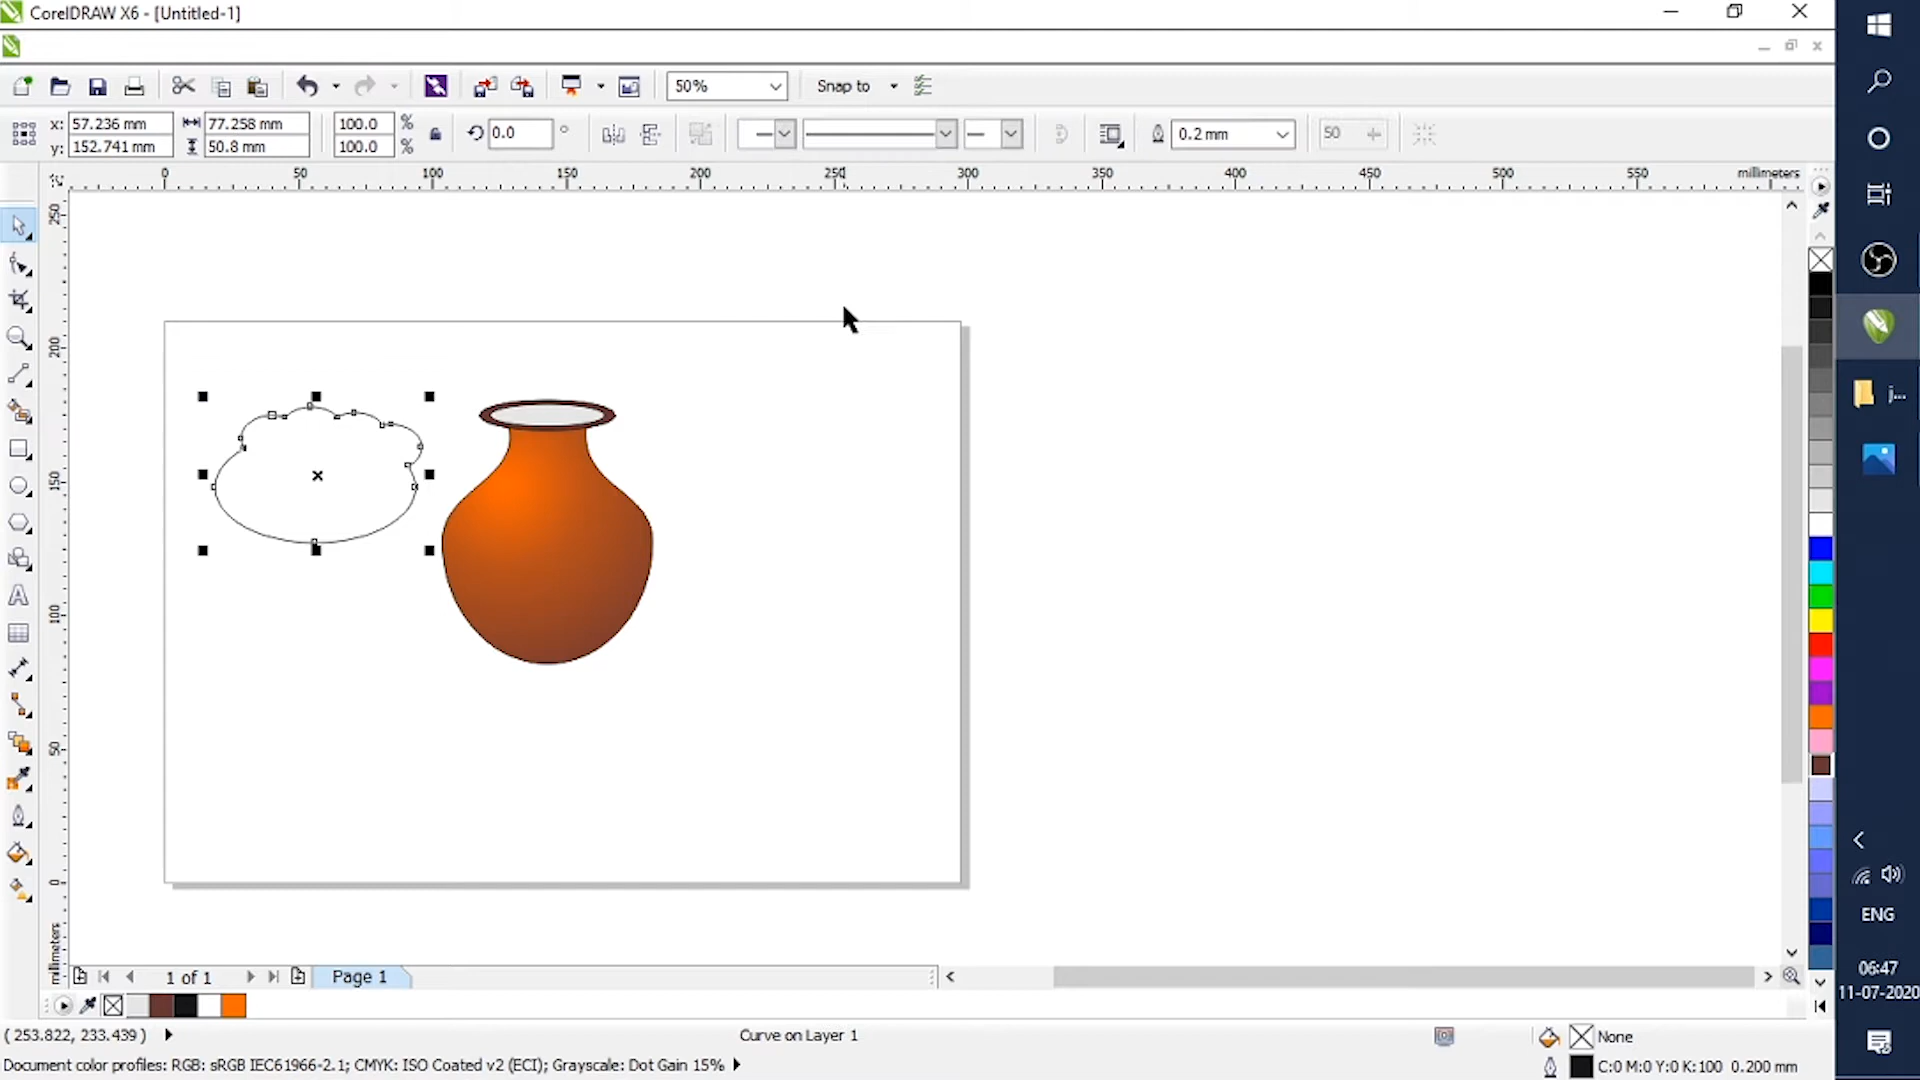 CorelDRAW X6 - [Untitled-1]
50%
Snap to
x: 57.236 mm 77.258 mm 100.0 %
y: 152.741 mm 50.8 mm 100.0 %
0.0 °
0.2 mm
50
0 50 100 150 200 250 300 350 400 450 500 550 millimeters
250
200
150
100
50
0
millimeters
j...
1 of 1
Page 1
ENG
06:47
11-07-2020
( 253.822, 233.439 )
Curve on Layer 1
None
Document color profiles: RGB: sRGB IEC61966-2.1; CMYK: ISO Coated v2 (ECI); Grayscale: Dot Gain 15%
C:0 M:0 Y:0 K:100 0.200 mm